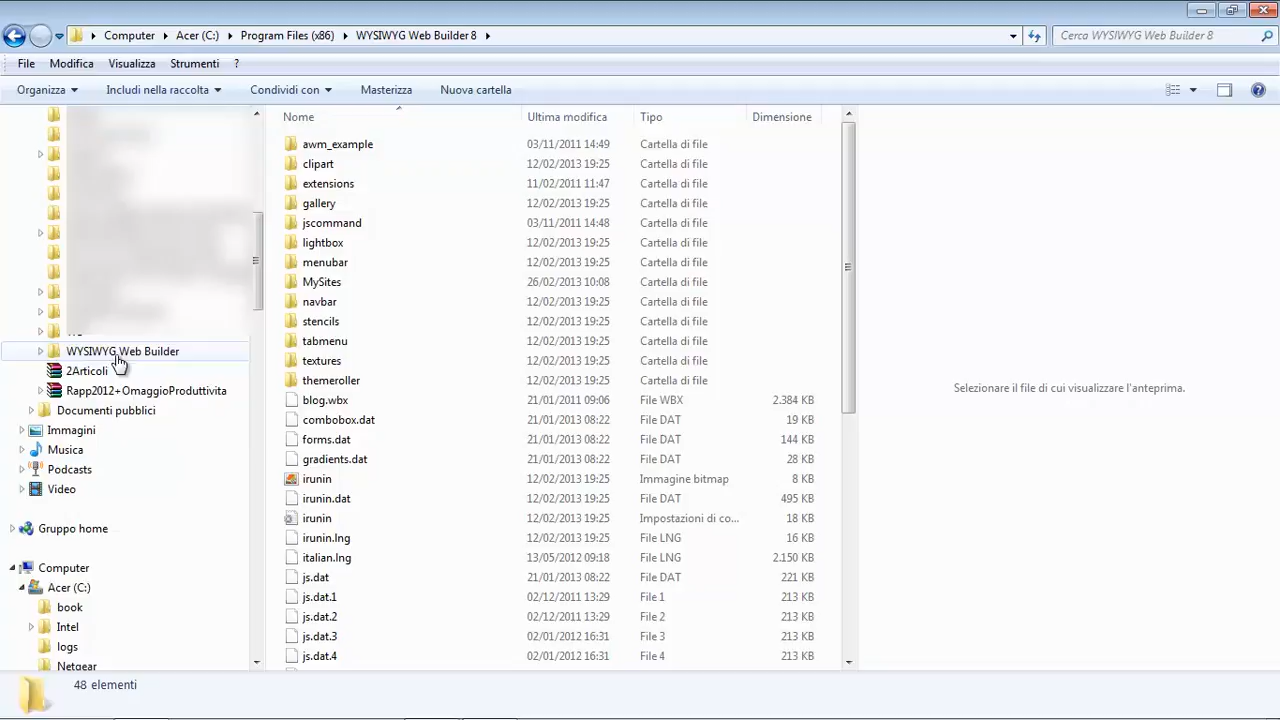 Computer Acer (C:) Program Files (x86) WYSIWYG Web Builder 8 Cerca WYSIWYG Web Builder 8
File Modifica Visualizza Strumenti ?
Organizza Includi nella raccolta Condividi con Masterizza Nuova cartella
Nome Ultima modifica Tipo Dimensione
awm_example 03/11/2011 14:49 Cartella di file
clipart 12/02/2013 19:25 Cartella di file
extensions 11/02/2011 11:47 Cartella di file
gallery 12/02/2013 19:25 Cartella di file
jscommand 03/11/2011 14:48 Cartella di file
lightbox 12/02/2013 19:25 Cartella di file
menubar 12/02/2013 19:25 Cartella di file
MySites 26/02/2013 10:08 Cartella di file
navbar 12/02/2013 19:25 Cartella di file
stencils 12/02/2013 19:25 Cartella di file
tabmenu 12/02/2013 19:25 Cartella di file
textures 12/02/2013 19:25 Cartella di file
themeroller 12/02/2013 19:25 Cartella di file
blog.wbx 21/01/2011 09:06 File WBX 2.384 KB
combobox.dat 21/01/2013 08:22 File DAT 19 KB
forms.dat 21/01/2013 08:22 File DAT 144 KB
gradients.dat 21/01/2013 08:22 File DAT 28 KB
irunin 12/02/2013 19:25 Immagine bitmap 8 KB
irunin.dat 12/02/2013 19:25 File DAT 495 KB
irunin 12/02/2013 19:25 Impostazioni di co... 18 KB
irunin.lng 12/02/2013 19:25 File LNG 16 KB
italian.lng 13/05/2012 09:18 File LNG 2.150 KB
js.dat 21/01/2013 08:22 File DAT 221 KB
js.dat.1 02/12/2011 13:29 File 1 213 KB
js.dat.2 02/12/2011 13:29 File 2 213 KB
js.dat.3 02/01/2012 16:31 File 3 213 KB
js.dat.4 02/01/2012 16:31 File 4 213 KB
WYSIWYG Web Builder
2Articoli
Rapp2012+OmaggioProduttivita
Documenti pubblici
Immagini
Musica
Podcasts
Video
Gruppo home
Computer
Acer (C:)
book
Intel
logs
Netgear
Selezionare il file di cui visualizzare l'anteprima.
48 elementi